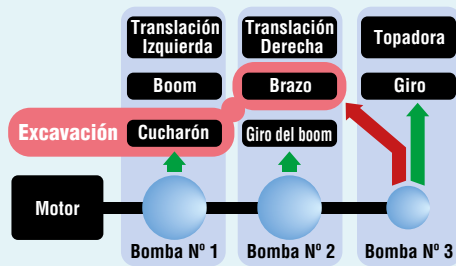 Translación
Izquierda
Translación
Derecha
Topadora
Boom
Brazo
Giro
Excavación
Cucharón
Giro del boom
Motor
Bomba Nº 1
Bomba Nº 2
Bomba Nº 3